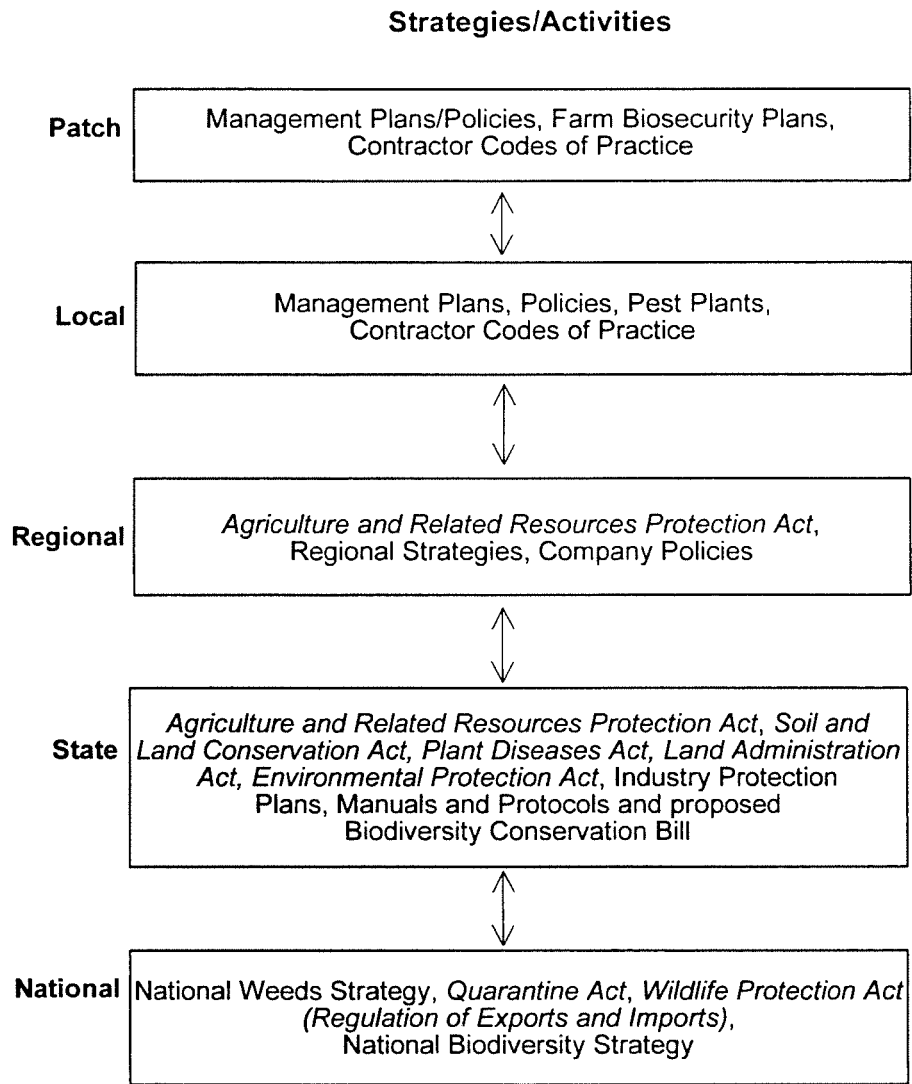 Strategies/Activities
Patch
Management Plans/Policies, Farm Biosecurity Plans,
Contractor Codes of Practice
Local
Management Plans, Policies, Pest Plants,
Contractor Codes of Practice
Regional
Agriculture and Related Resources Protection Act,
Regional Strategies, Company Policies
State
Agriculture and Related Resources Protection Act, Soil and
Land Conservation Act, Plant Diseases Act, Land Administration
Act, Environmental Protection Act, Industry Protection
Plans, Manuals and Protocols and proposed
Biodiversity Conservation Bill
National
National Weeds Strategy, Quarantine Act, Wildlife Protection Act
(Regulation of Exports and Imports),
National Biodiversity Strategy